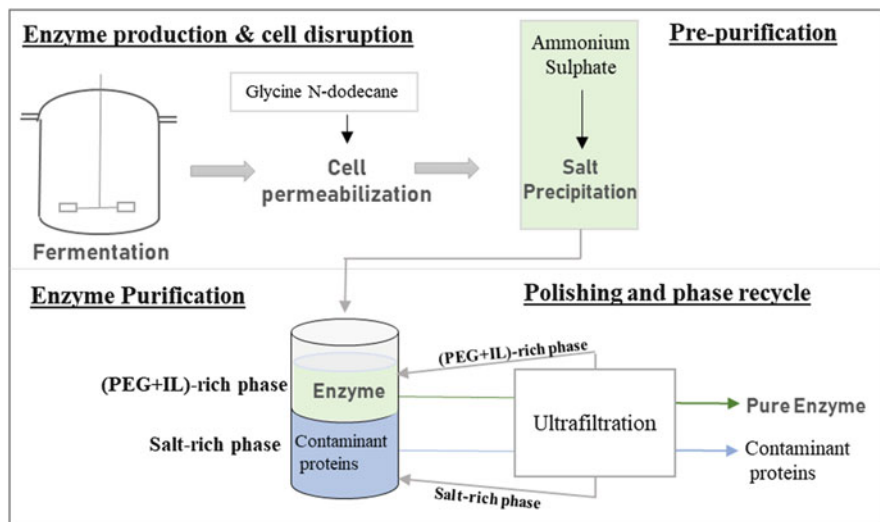 Enzyme production & cell disruption
Pre-purification
Ammonium
Sulphate
Glycine N-dodecane
Cell
permeabilization
Salt
Precipitation
Fermentation
Enzyme Purification
Polishing and phase recycle
(PEG+IL)-rich phase
(PEG+IL)-rich phase
Enzyme
Ultrafiltration
Pure Enzyme
Salt-rich phase
Contaminant
proteins
Contaminant
proteins
Salt-rich phase